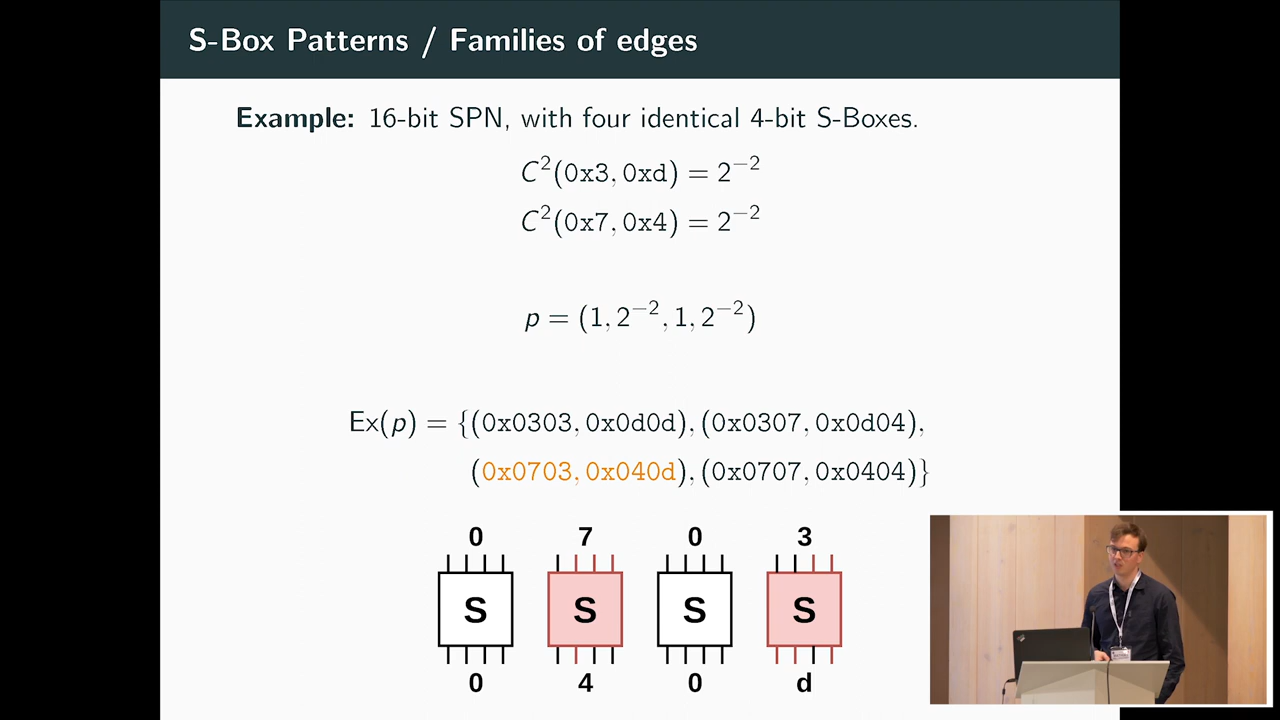 S-Box Patterns / Families of edges
Example: 16-bit SPN, with four identical 4-bit S-Boxes.
C²(0x3, 0xd) = 2⁻²
C²(0x7, 0x4) = 2⁻²
p = (1, 2⁻², 1, 2⁻²)
Ex(p) = {(0x0303, 0x0d0d), (0x0307, 0x0d04),
(0x0703, 0x040d), (0x0707, 0x0404)}
0 7 0 3
S S S S
0 4 0 d